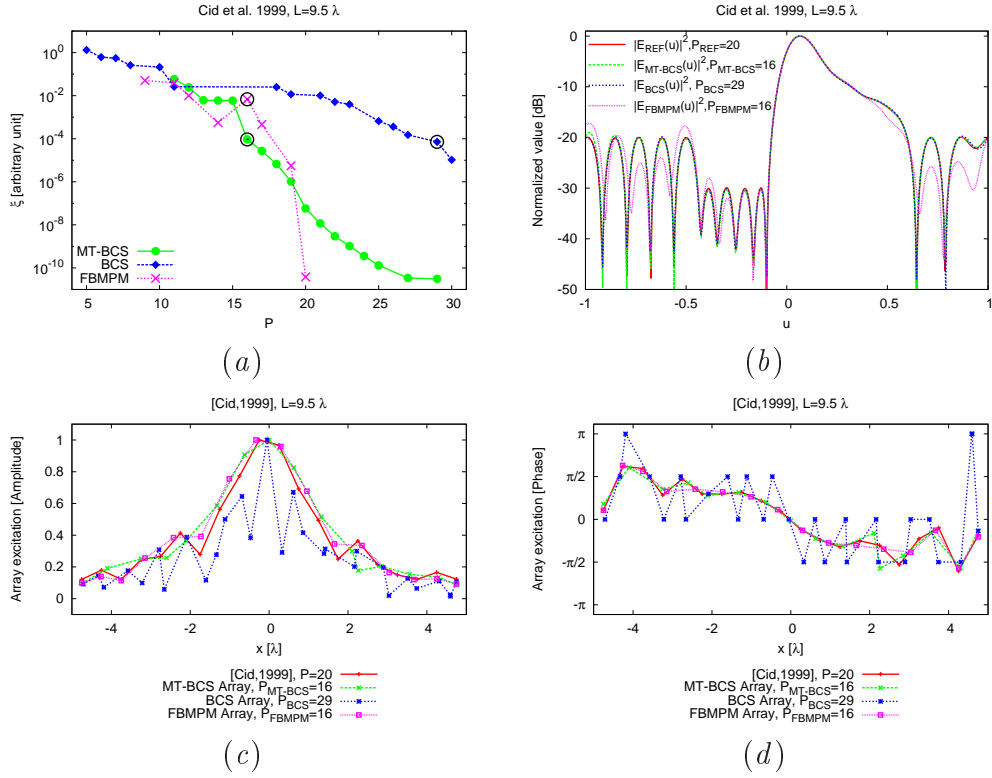 Cid et al. 1999, L=9.5 λ
ξ [arbitrary unit]
10^0
10^-2
10^-4
10^-6
10^-8
10^-10
MT-BCS
BCS
FBMPM
5 10 15 20 25 30
P
(a)
Cid et al. 1999, L=9.5 λ
Normalized value [dB]
0
-10
-20
-30
-40
-50
|E_REF(u)|^2,P_REF=20
|E_MT-BCS(u)|^2,P_MT-BCS=16
|E_BCS(u)|^2, P_BCS=29
|E_FBMPM(u)|^2,P_FBMPM=16
-1 -0.5 0 0.5 1
u
(b)
[Cid,1999], L=9.5 λ
Array excitation [Amplitude]
1
0.8
0.6
0.4
0.2
0
-4 -2 0 2 4
x [λ]
[Cid,1999], P=20
MT-BCS Array, P_MT-BCS=16
BCS Array, P_BCS=29
FBMPM Array, P_FBMPM=16
(c)
[Cid,1999], L=9.5 λ
Array excitation [Phase]
π
π/2
0
-π/2
-π
-4 -2 0 2 4
x [λ]
[Cid,1999], P=20
MT-BCS Array, P_MT-BCS=16
BCS Array, P_BCS=29
FBMPM Array, P_FBMPM=16
(d)